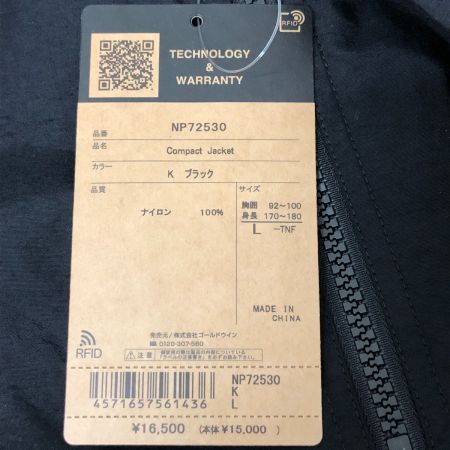 RFID
TECHNOLOGY
&
WARRANTY
品番 NP72530
品名 Compact Jacket
カラー K ブラック
品質 サイズ
ナイロン 100% 胸囲 92〜100
身長 170〜180
L -TNF
MADE IN
CHINA
発売元/株式会社ゴールドウイン
☎ 0120-307-560
RFID
ご注意
NP72530
K
L
4571657561436
¥16,500 (本体¥15,000)